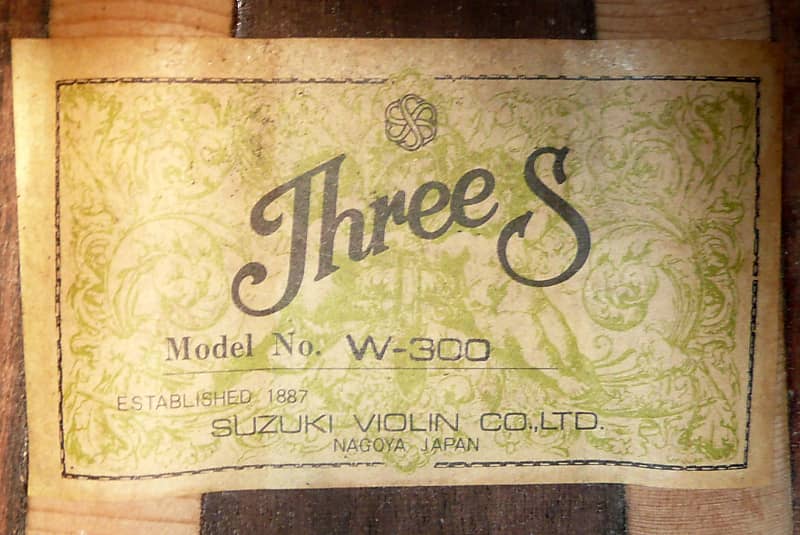 Three S
Model No. W-300
ESTABLISHED 1887
SUZUKI VIOLIN CO.,LTD.
NAGOYA JAPAN